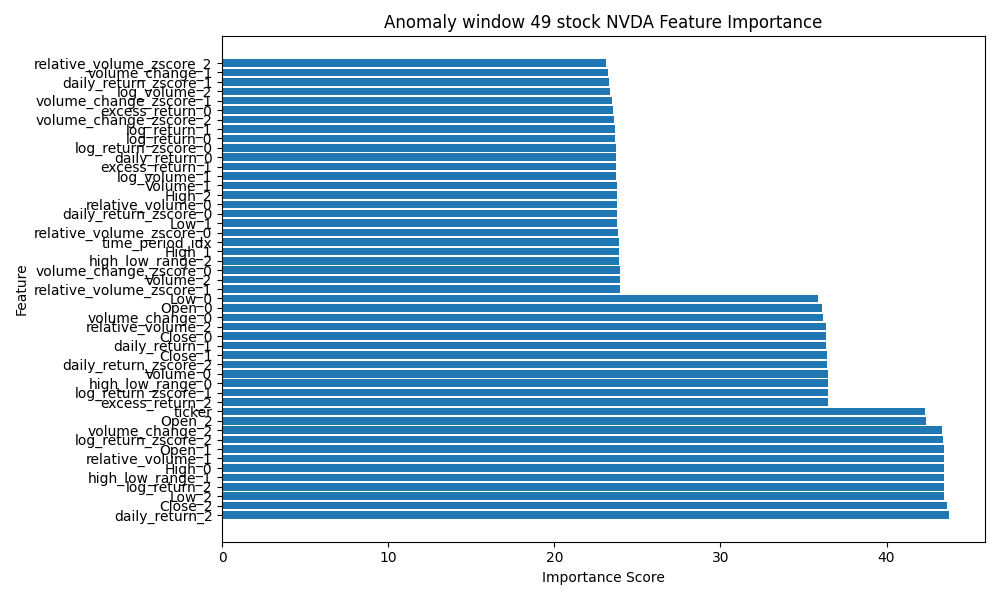 Anomaly window 49 stock NVDA Feature Importance
relative_volume_zscore_2
volume_change_1
daily_return_zscore_1
log_volume_2
volume_change_zscore_1
excess_return_0
volume_change_zscore_2
log_return_1
log_return_0
log_return_zscore_0
daily_return_0
excess_return_1
log_volume_1
Volume_1
High_2
relative_volume_0
daily_return_zscore_0
Low_1
relative_volume_zscore_0
time_period_idx
High_1
high_low_range_2
volume_change_zscore_0
Volume_2
relative_volume_zscore_1
Low_0
Open_0
volume_change_0
relative_volume_2
Close_0
daily_return_1
Close_1
daily_return_zscore_2
Volume_0
high_low_range_0
log_return_zscore_1
excess_return_2
ticker
Open_2
volume_change_2
log_return_zscore_2
Open_1
relative_volume_1
High_0
high_low_range_1
log_return_2
Low_2
Close_2
daily_return_2
Feature
0 10 20 30 40
Importance Score